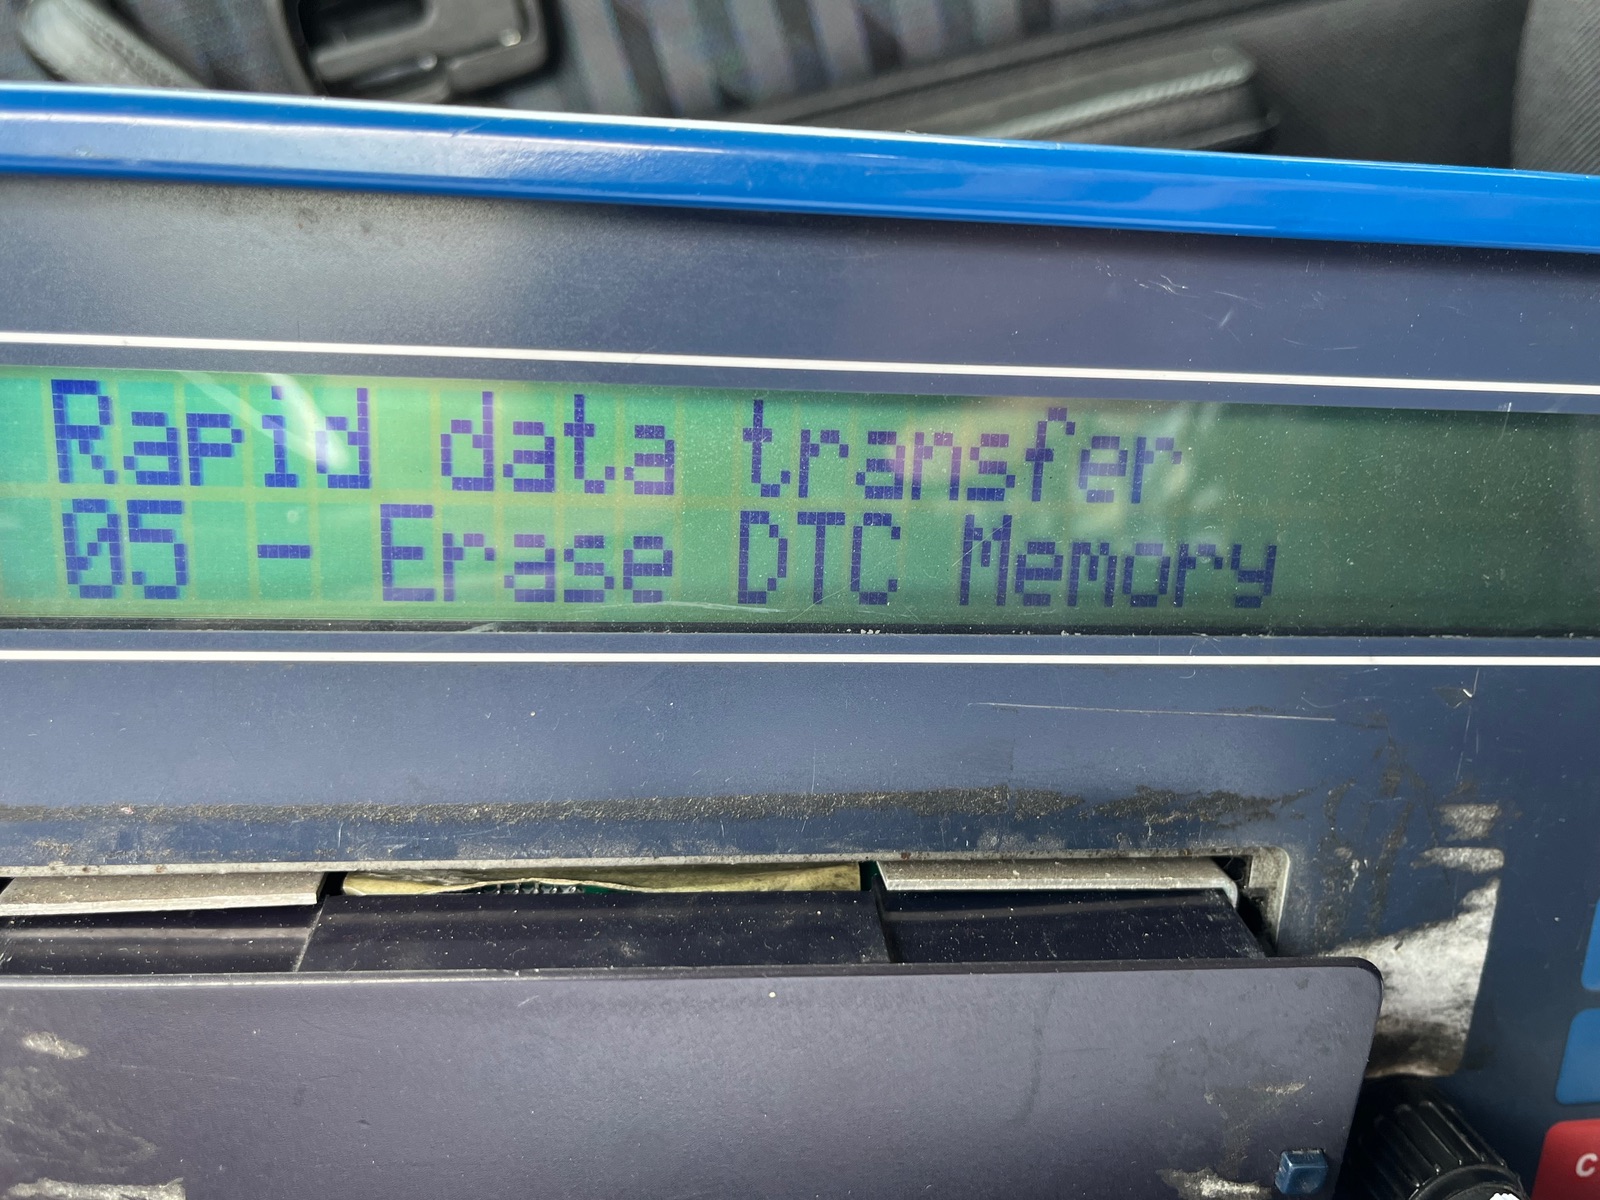 Rapid data transfer
05 - Erase DTC Memory
C